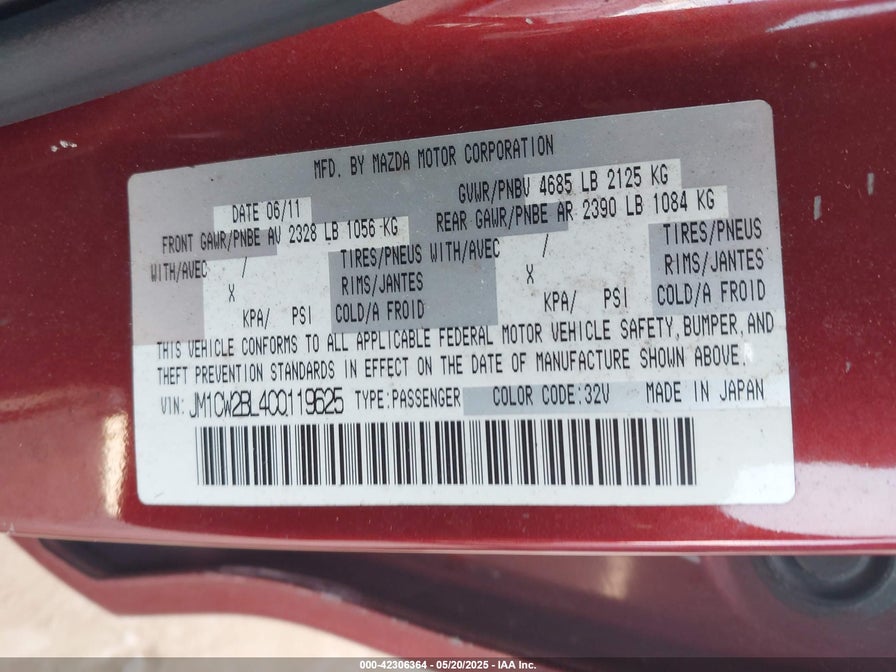 MFD. BY MAZDA MOTOR CORPORATION
DATE 06/11 GVWR/PNBV 4685 LB 2125 KG
FRONT GAWR/PNBE AV 2328 LB 1056 KG REAR GAWR/PNBE AR 2390 LB 1084 KG
WITH/AVEC / TIRES/PNEUS WITH/AVEC / TIRES/PNEUS
X RIMS/JANTES X RIMS/JANTES
KPA/ PSI COLD/A FROID KPA/ PSI COLD/A FROID
THIS VEHICLE CONFORMS TO ALL APPLICABLE FEDERAL MOTOR VEHICLE SAFETY, BUMPER, AND
THEFT PREVENTION STANDARDS IN EFFECT ON THE DATE OF MANUFACTURE SHOWN ABOVE.
VIN: JM1CW2BL4C0119625 TYPE:PASSENGER COLOR CODE:32V MADE IN JAPAN
000-42306364 - 05/20/2025 - IAA Inc.